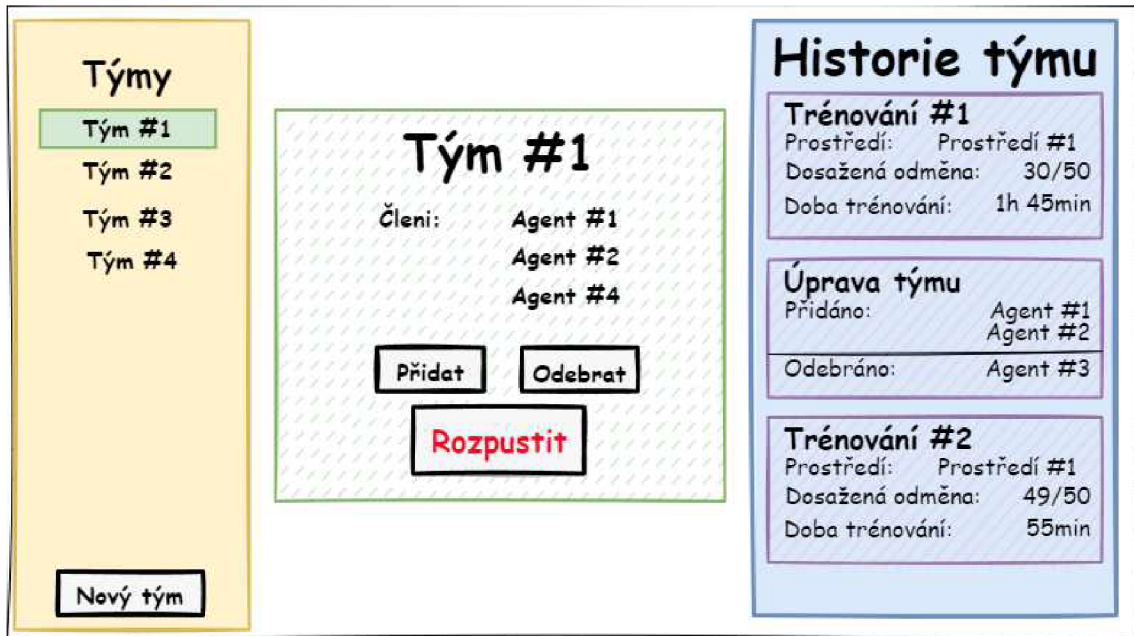 Týmy
Tým #1
Tým #2
Tým #3
Tým #4
Nový tým
Tým #1
Členi: Agent #1
Agent #2
Agent #4
Přidat Odebrat
Rozpustit
Historie týmu
Trénování #1
Prostředí: Prostředí #1
Dosažená odměna: 30/50
Doba trénování: 1h 45min
Úprava týmu
Přidáno: Agent #1
Agent #2
Odebráno: Agent #3
Trénování #2
Prostředí: Prostředí #1
Dosažená odměna: 49/50
Doba trénování: 55min